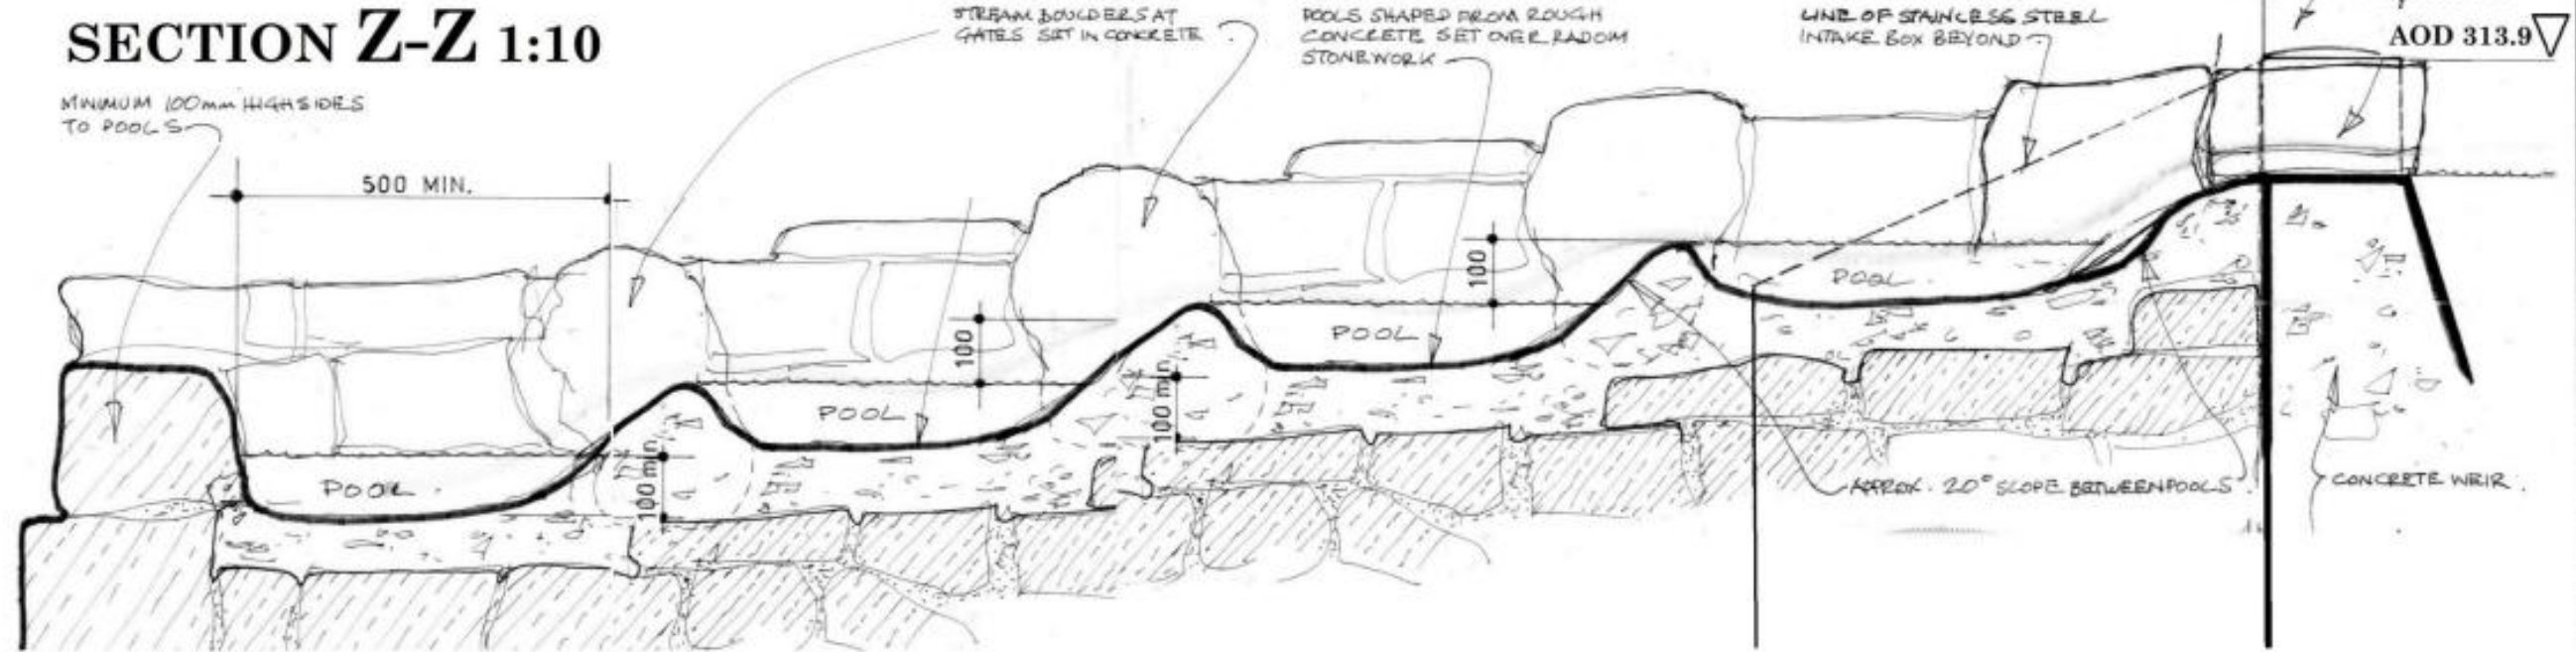 SECTION Z-Z 1:10
MINIMUM 100mm HIGH SIDES
TO POOLS
STREAM BOULDERS AT
GATES SET IN CONCRETE
POOLS SHAPED FROM ROUGH
CONCRETE SET OVER RADOM
STONEWORK
LINE OF STAINLESS STEEL
INTAKE BOX BEYOND
AOD 313.9
500 MIN.
100
100
POOL
POOL
POOL
POOL
100 min.
100 min.
APPROX. 20° SLOPE BETWEEN POOLS
CONCRETE WEIR.